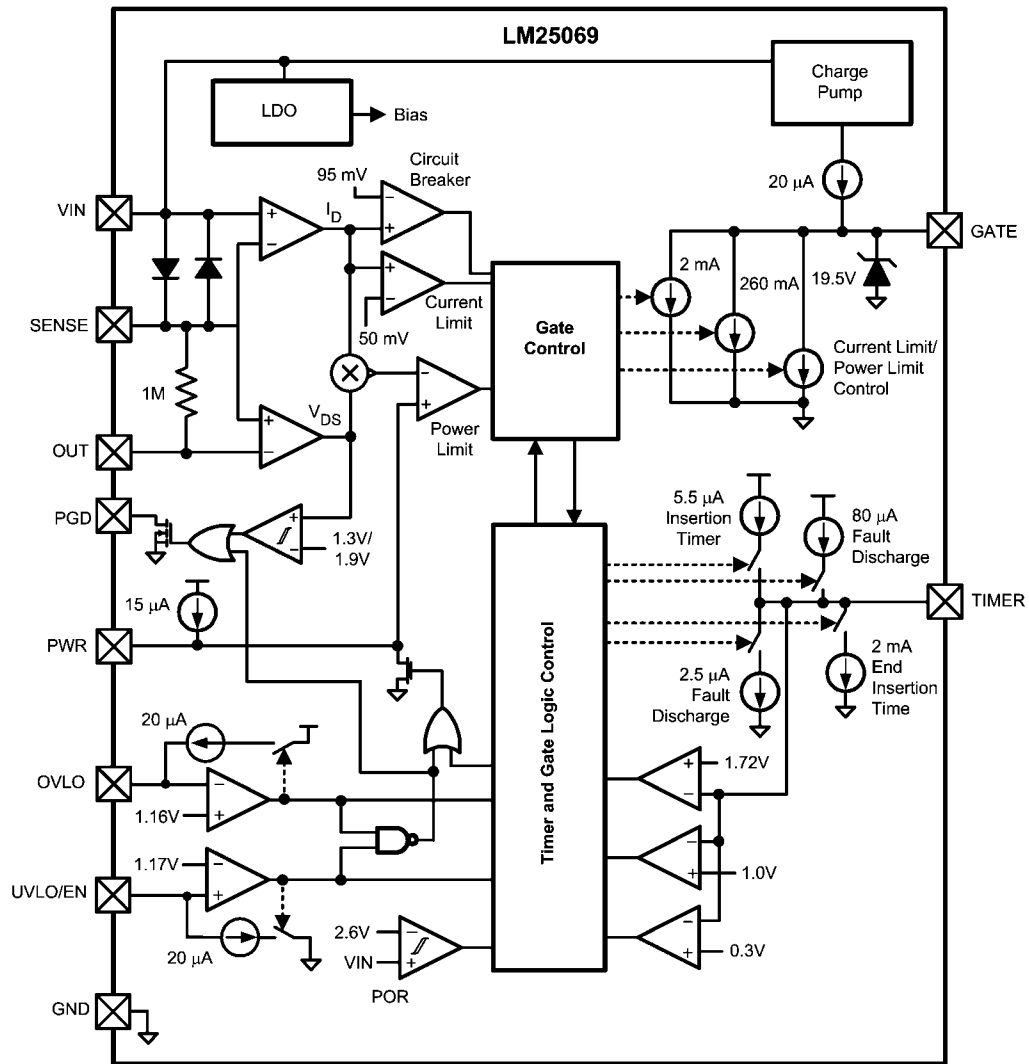 LM25069
Charge
Pump
LDO
Bias
Circuit
Breaker
95 mV
20 µA
VIN
I_D
GATE
2 mA
260 mA
19.5V
SENSE
Current
Limit
50 mV
Gate
Control
Current Limit/
Power Limit
Control
1M
V_DS
Power
Limit
OUT
PGD
1.3V/
1.9V
5.5 µA
Insertion
Timer
80 µA
Fault
Discharge
15 µA
TIMER
PWR
2.5 µA
Fault
Discharge
2 mA
End
Insertion
Time
20 µA
Timer and Gate Logic Control
OVLO
1.72V
1.16V
1.17V
1.0V
UVLO/EN
2.6V
20 µA
VIN
0.3V
POR
GND